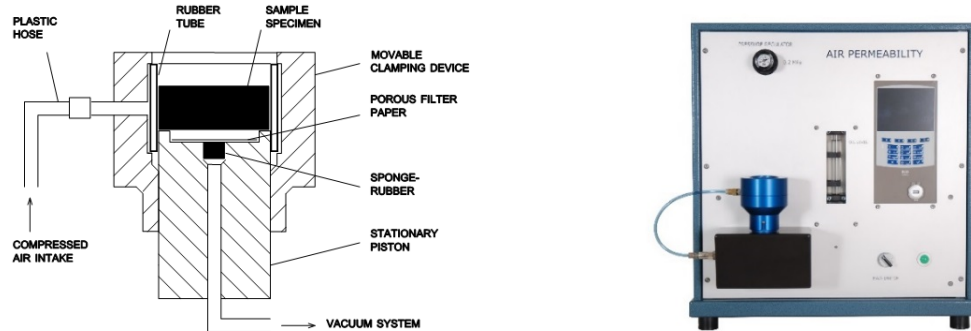 PLASTIC
HOSE
RUBBER
TUBE
SAMPLE
SPECIMEN
MOVABLE
CLAMPING DEVICE
POROUS FILTER
PAPER
SPONGE-
RUBBER
STATIONARY
PISTON
COMPRESSED
AIR INTAKE
VACUUM SYSTEM
AIR PERMEABILITY